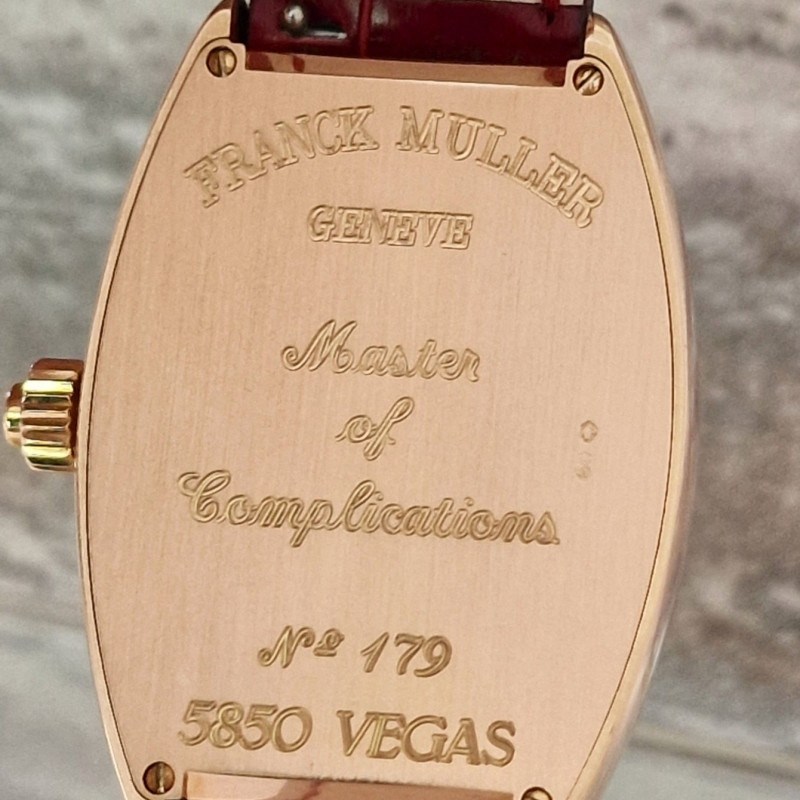 FRANCK MULLER
GENEVE
Master
of
Complications
Nº 179
5850 VEGAS